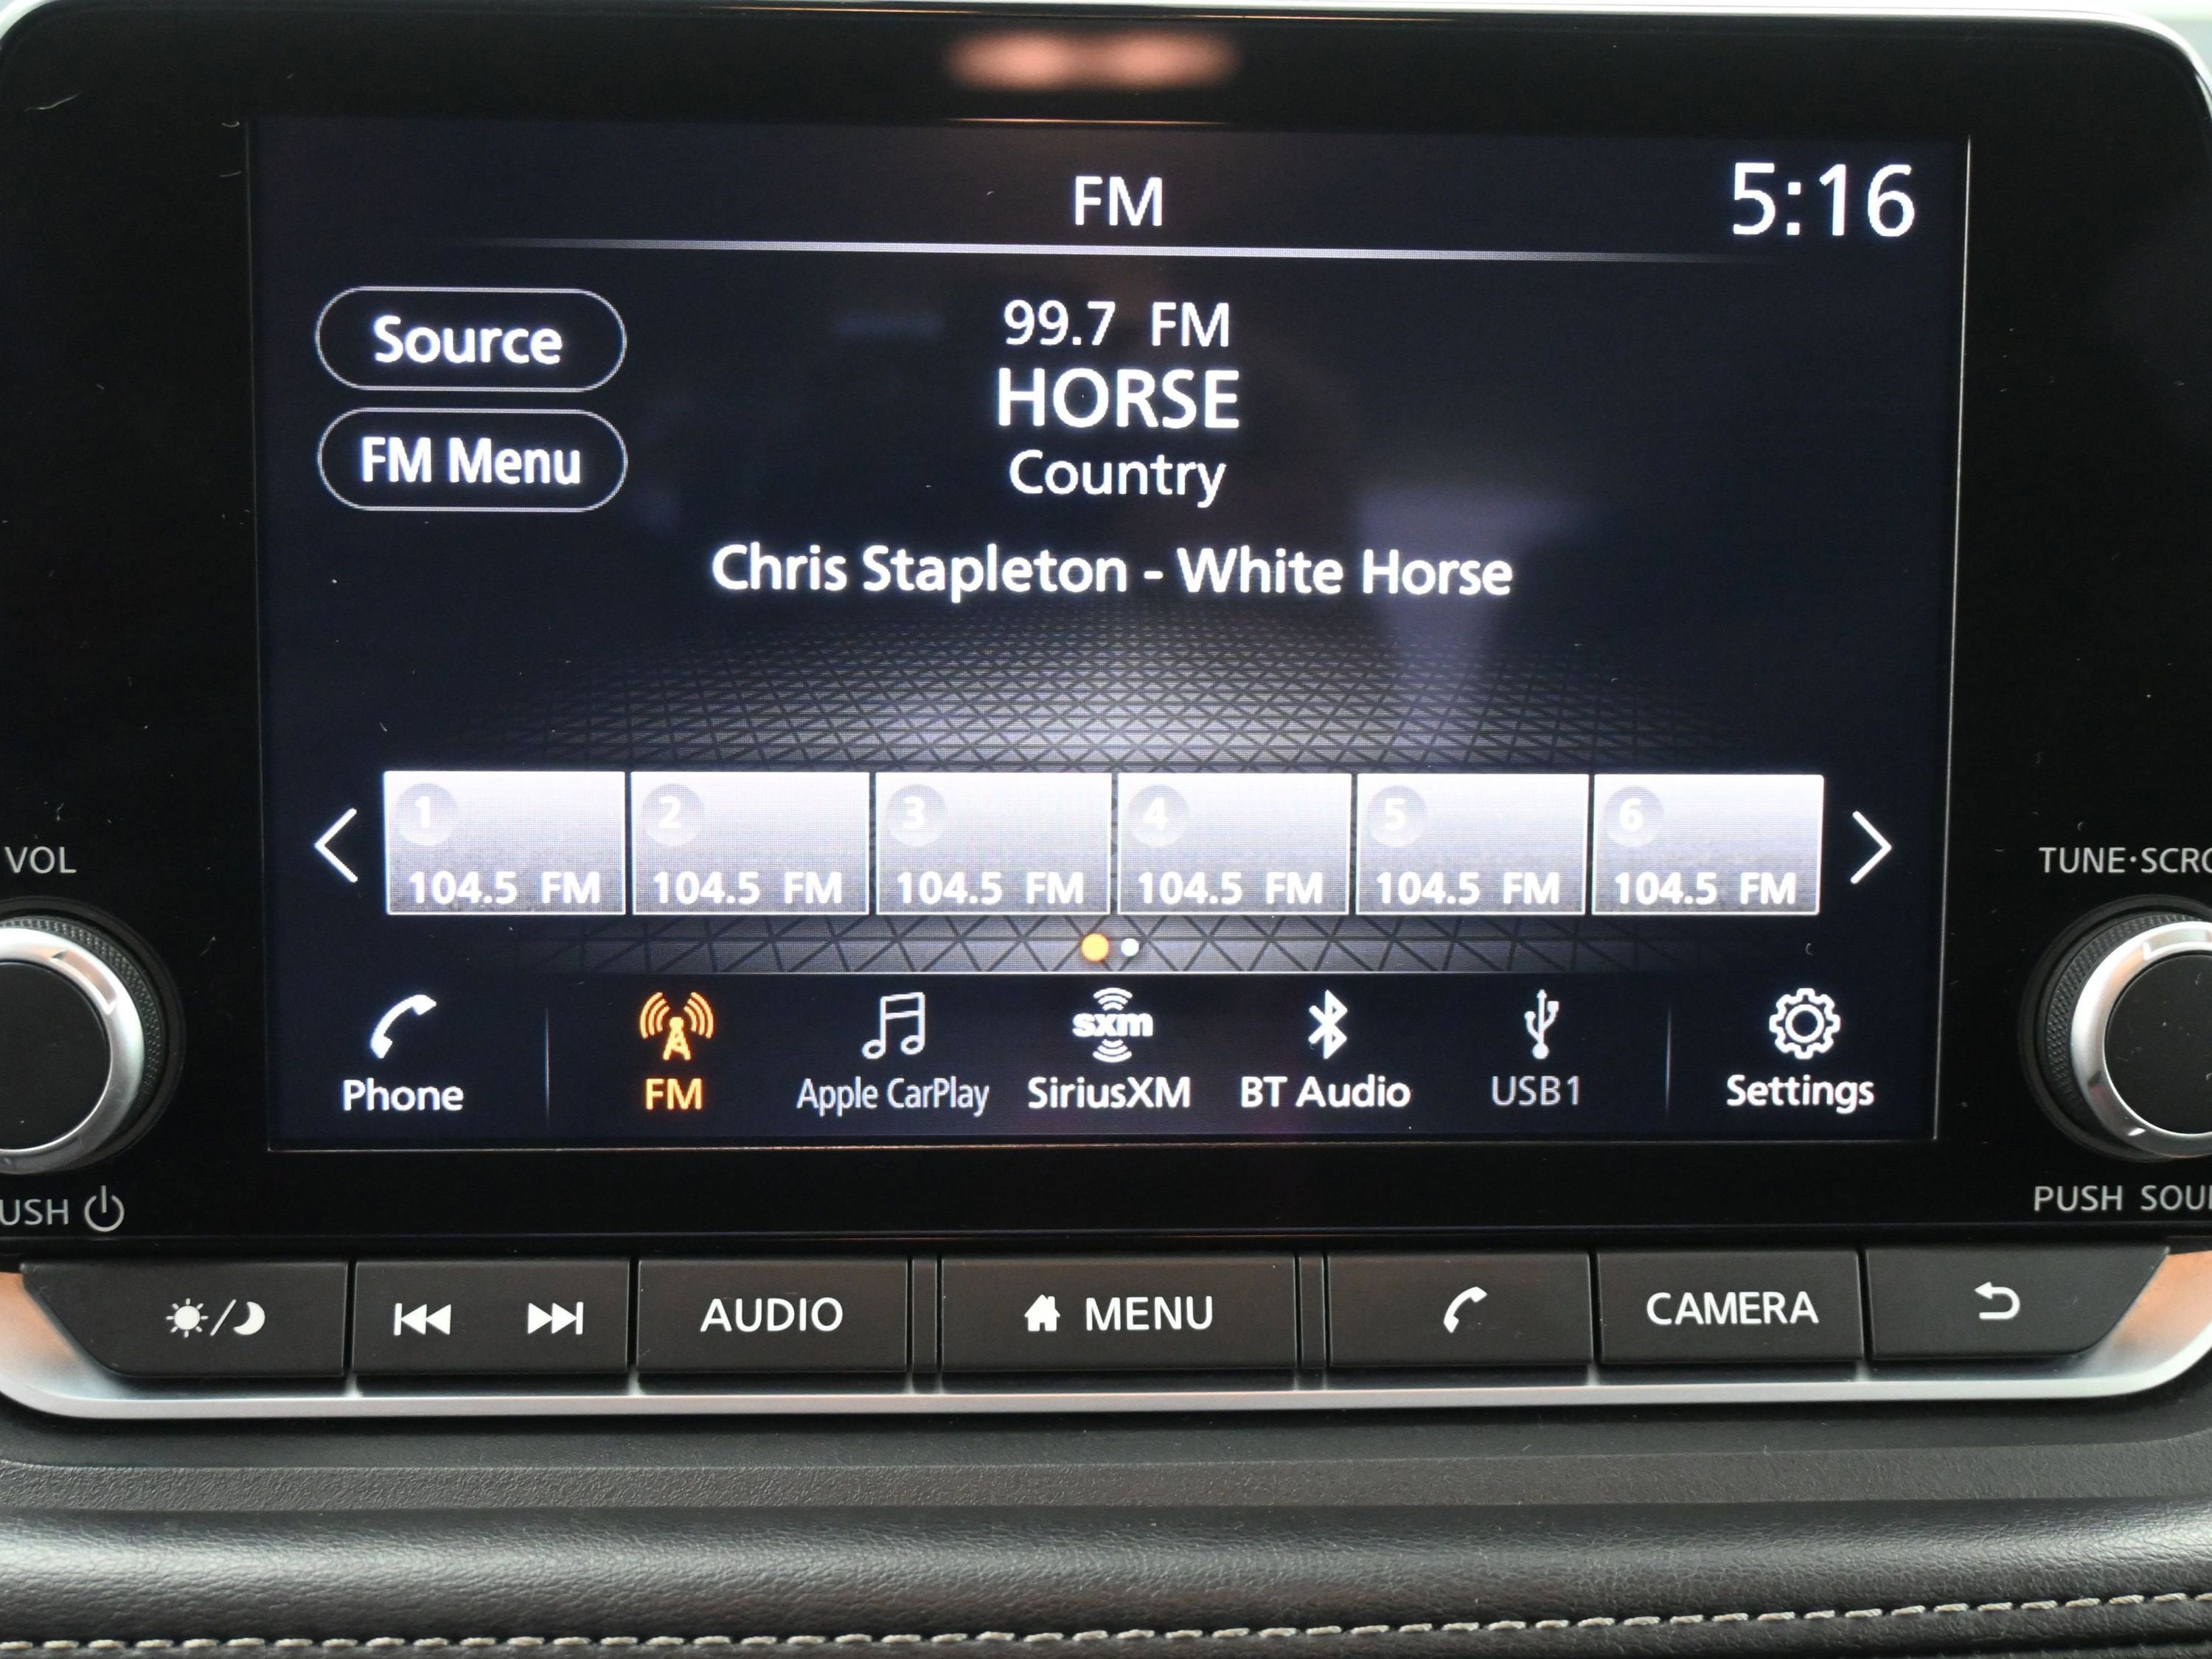 FM
5:16
Source
FM Menu
99.7 FM
HORSE
Country
Chris Stapleton - White Horse
1
2
3
4
5
6
104.5 FM
104.5 FM
104.5 FM
104.5 FM
104.5 FM
104.5 FM
VOL
TUNE·SCRO
Phone
FM
Apple CarPlay
sxm
SiriusXM
BT Audio
USB1
Settings
USH
PUSH SOU
AUDIO
MENU
CAMERA